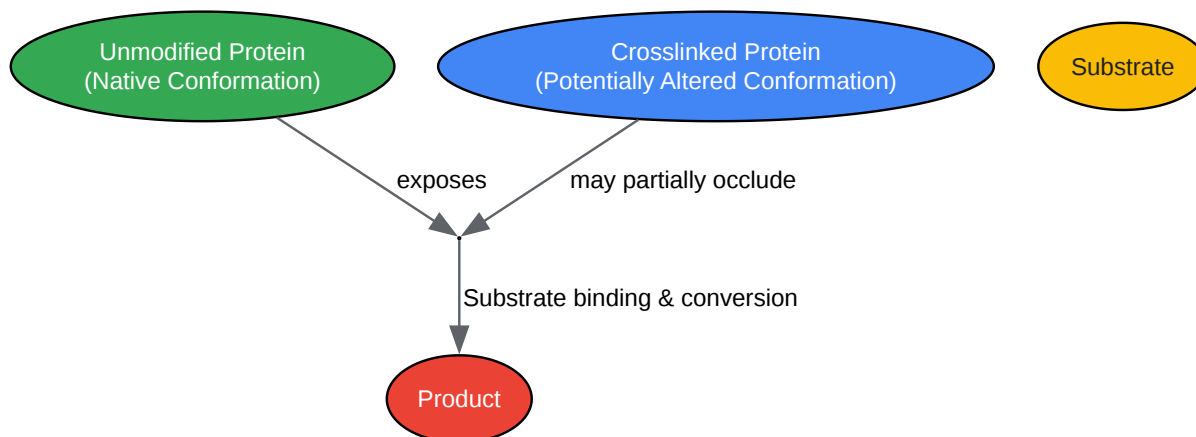 Unmodified Protein
(Native Conformation)
Crosslinked Protein
(Potentially Altered Conformation)
Substrate
exposes
may partially occlude
Substrate binding & conversion
Product